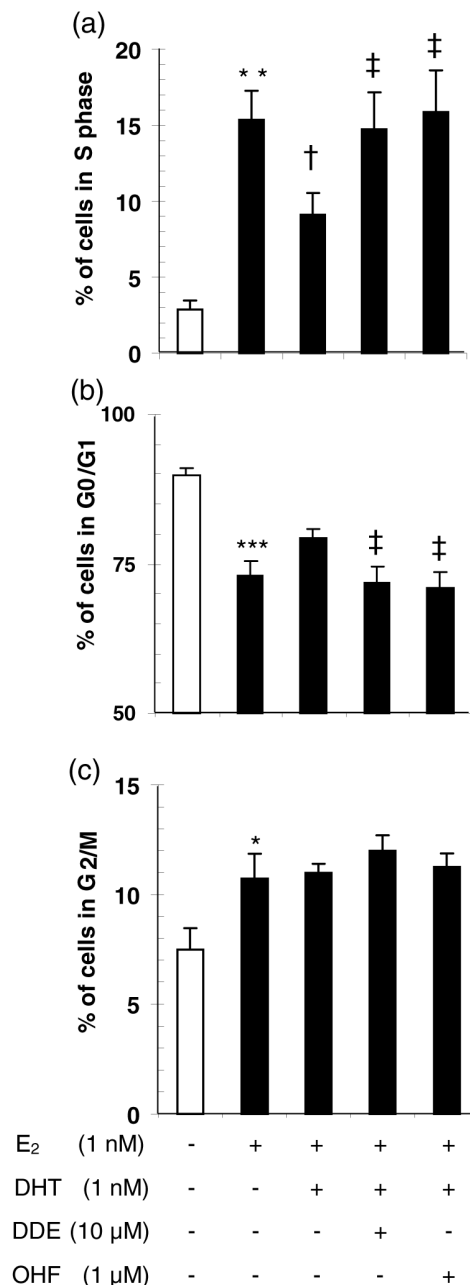 (a)
% of cells in S phase
20
15
10
5
0
* *
†
‡
‡
(b)
% of cells in G0/G1
100
75
50
***
‡
‡
(c)
% of cells in G2/M
15
10
5
0
*
E₂ (1 nM) - + + + +
DHT (1 nM) - - + + +
DDE (10 µM) - - - + -
OHF (1 µM) - - - - +